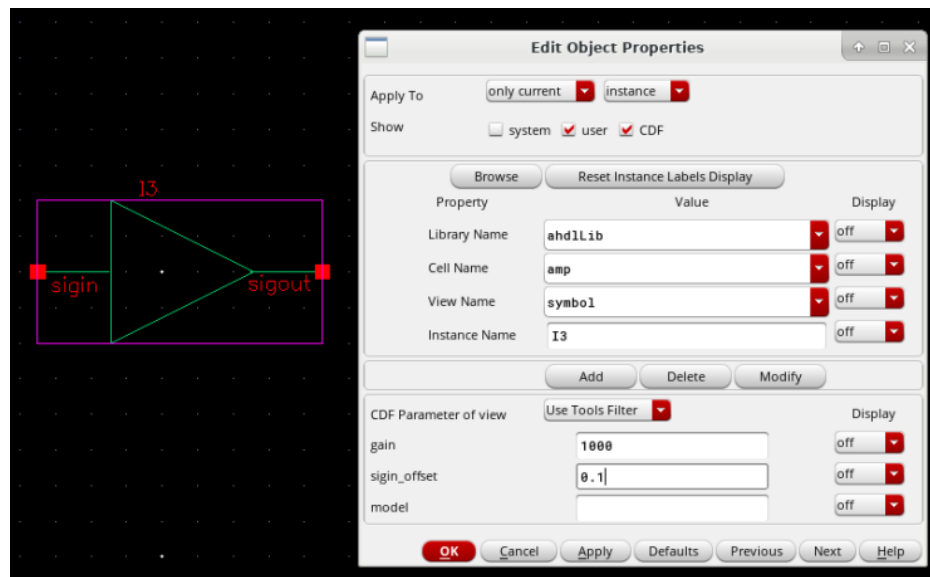 I3
sigin
sigout
Edit Object Properties
Apply To only current instance
Show system user CDF
Browse Reset Instance Labels Display
Property Value Display
Library Name ahdlLib off
Cell Name amp off
View Name symbol off
Instance Name I3 off
Add Delete Modify
CDF Parameter of view Use Tools Filter Display
gain 1000 off
sigin_offset 0.1 off
model off
OK Cancel Apply Defaults Previous Next Help